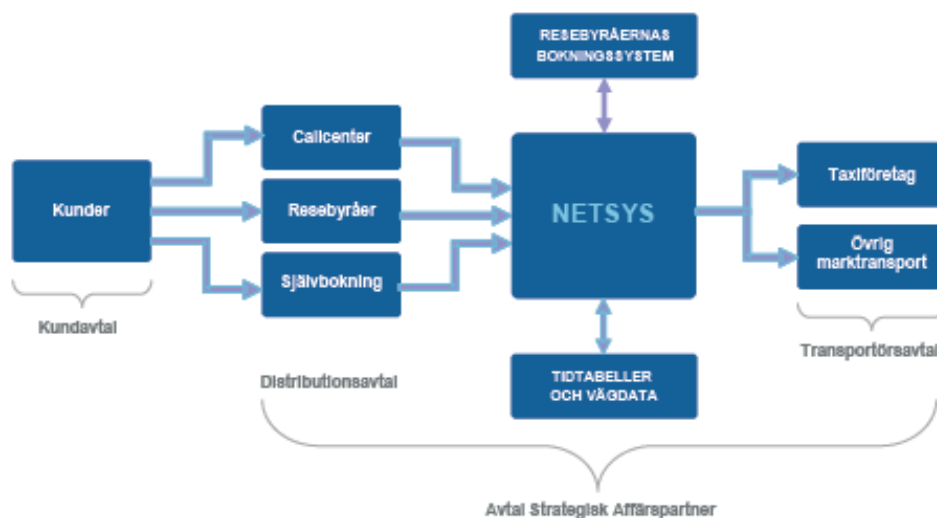 RESEBYRÅERNAS
BOKNINGSSYSTEM
Callcenter
Kunder
Resebyråer
NETSYS
Taxiföretag
Självbokning
Övrig
marktransport
Kundavtal
Transportörsavtal
Distributionsavtal
TIDTABELLER
OCH VÄGDATA
Avtal Strategisk Affärspartner